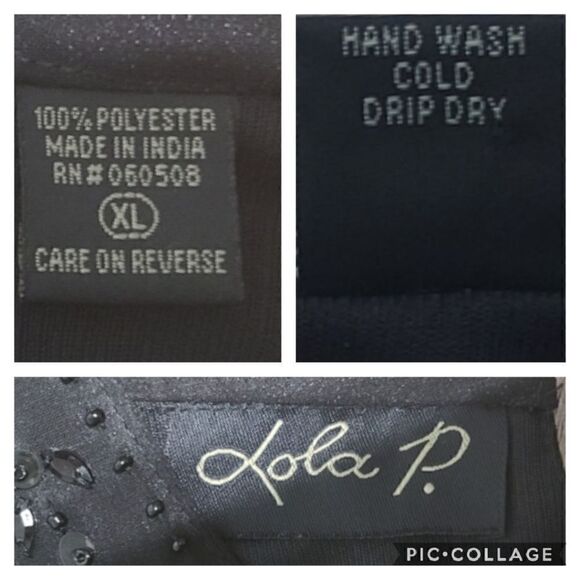 100% POLYESTER
MADE IN INDIA
RN# 060508
XL
CARE ON REVERSE
HAND WASH
COLD
DRIP DRY
Lola P.
PIC•COLLAGE